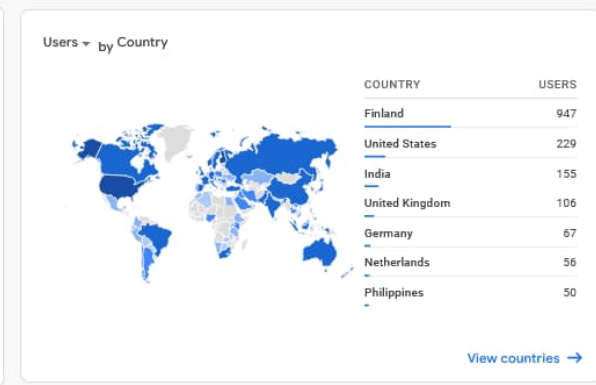 Users by Country
COUNTRY USERS
Finland 947
United States 229
India 155
United Kingdom 106
Germany 67
Netherlands 56
Philippines 50
View countries